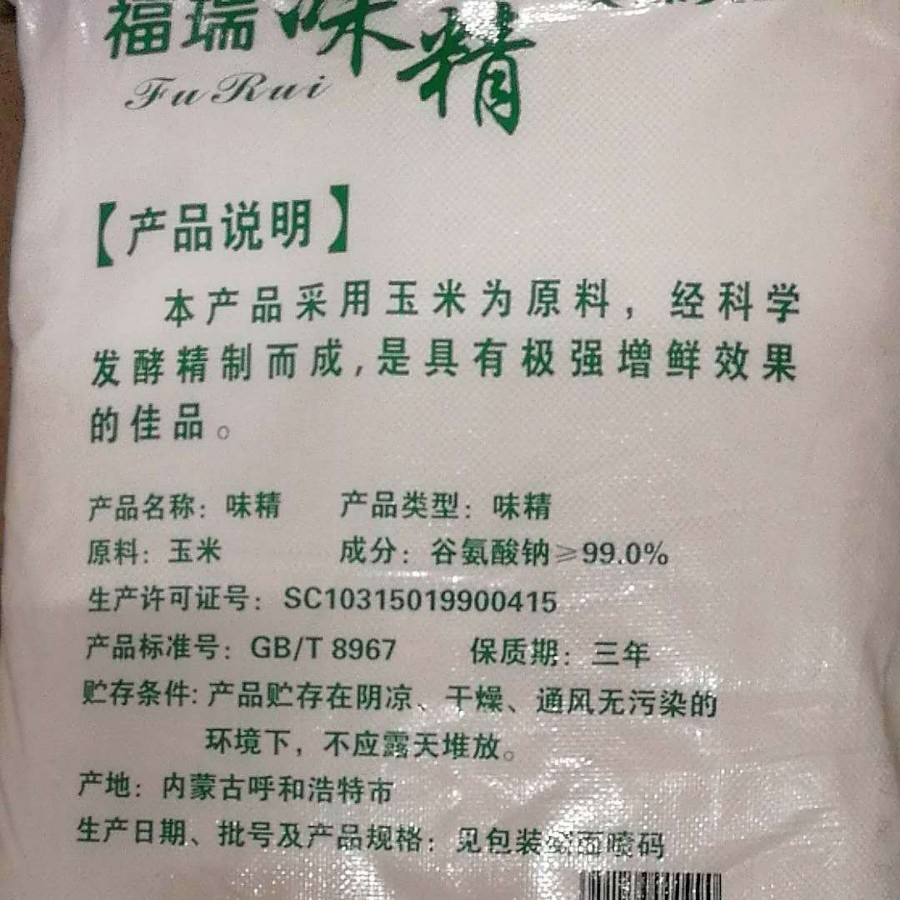 福瑞味精
FuRui
【产品说明】
本产品采用玉米为原料，经科学
发酵精制而成,是具有极强增鲜效果
的佳品。
产品名称：味精 产品类型：味精
原料：玉米 成分：谷氨酸钠≥99.0%
生产许可证号：SC10315019900415
产品标准号：GB/T 8967 保质期：三年
贮存条件：产品贮存在阴凉、干燥、通风无污染的
环境下，不应露天堆放。
产地：内蒙古呼和浩特市
生产日期、批号及产品规格：见包装袋面喷码